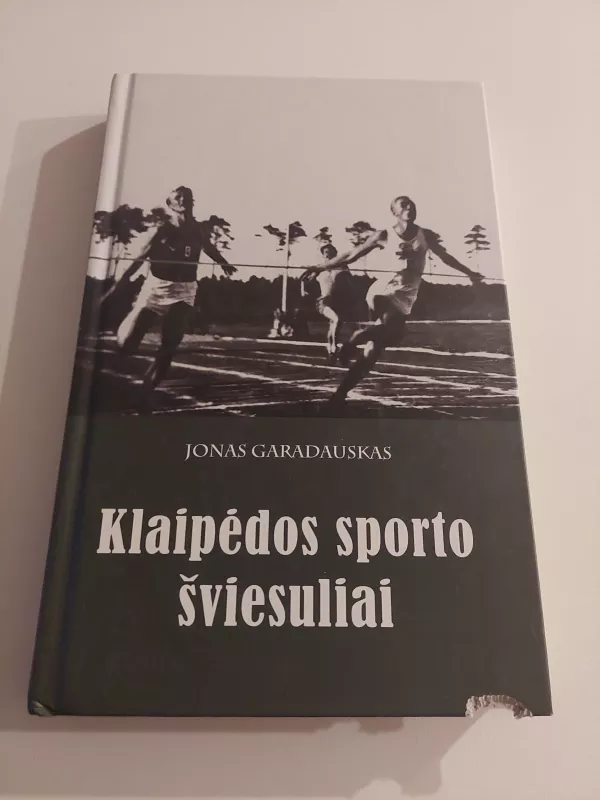 JONAS GARADAUSKAS
Klaipėdos sporto
šviesuliai